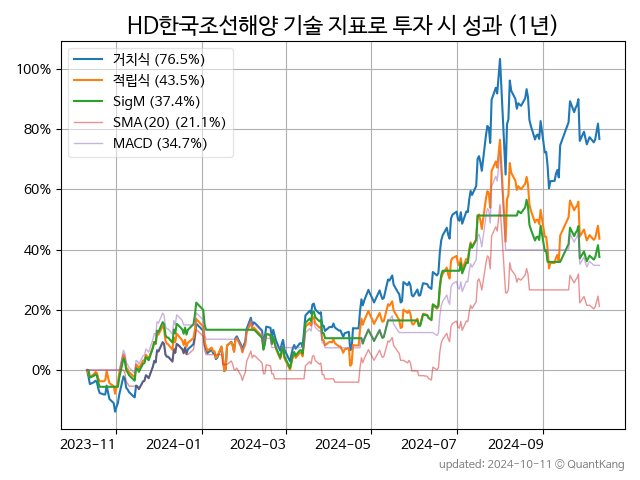 HD한국조선해양 기술 지표로 투자 시 성과 (1년)
거치식 (76.5%)
적립식 (43.5%)
SigM (37.4%)
SMA(20) (21.1%)
MACD (34.7%)
100%
80%
60%
40%
20%
0%
2023-11 2024-01 2024-03 2024-05 2024-07 2024-09
updated: 2024-10-11 © QuantKang